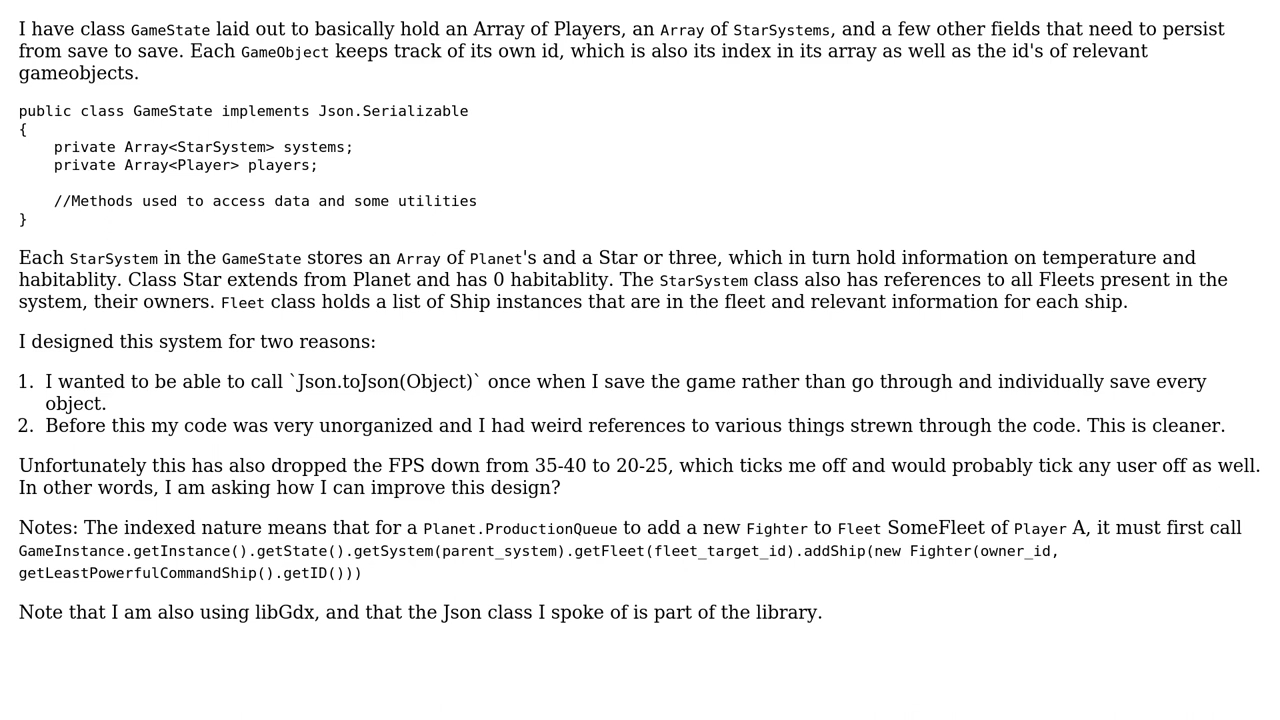 I have class GameState laid out to basically hold an Array of Players, an Array of StarSystems, and a few other fields that need to persist
from save to save. Each GameObject keeps track of its own id, which is also its index in its array as well as the id's of relevant
gameobjects.
public class GameState implements Json.Serializable
{
    private Array<StarSystem> systems;
    private Array<Player> players;
    //Methods used to access data and some utilities
}
Each StarSystem in the GameState stores an Array of Planet's and a Star or three, which in turn hold information on temperature and
habitablity. Class Star extends from Planet and has 0 habitablity. The StarSystem class also has references to all Fleets present in the
system, their owners. Fleet class holds a list of Ship instances that are in the fleet and relevant information for each ship.
I designed this system for two reasons:
1. I wanted to be able to call `Json.toJson(Object)` once when I save the game rather than go through and individually save every
object.
2. Before this my code was very unorganized and I had weird references to various things strewn through the code. This is cleaner.
Unfortunately this has also dropped the FPS down from 35-40 to 20-25, which ticks me off and would probably tick any user off as well.
In other words, I am asking how I can improve this design?
Notes: The indexed nature means that for a Planet.ProductionQueue to add a new Fighter to Fleet SomeFleet of Player A, it must first call
GameInstance.getInstance().getState().getSystem(parent_system).getFleet(fleet_target_id).addShip(new Fighter(owner_id,
getLeastPowerfulCommandShip().getID()))
Note that I am also using libGdx, and that the Json class I spoke of is part of the library.